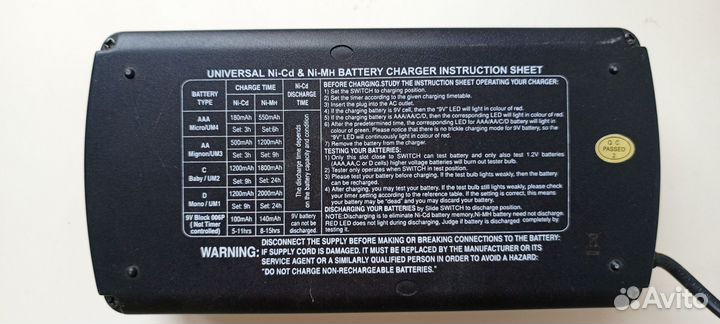 UNIVERSAL Ni-Cd & Ni-MH BATTERY CHARGER INSTRUCTION SHEET
BATTERY TYPE CHARGE TIME Ni-Cd DISCHARGE TIME
Ni-Cd Ni-MH
AAA Micro/UM4 180mAh 550mAh
Set: 3h Set: 6h
AA Mignon/UM3 500mAh 1200mAh
Set: 3h Set: 9h
C Baby / UM2 1200mAh 1800mAh
Set: 9h Set: 24h
D Mono / UM1 1200mAh 2000mAh
Set: 9h Set: 24h
The discharge time depends on the battery capacity and condition
9V Block 006P ( Not Timer controlled) 100mAh 140mAh 9V battery can not be discharged.
5-11hrs 8-15hrs
BEFORE CHARGING.STUDY THE INSTRUCTION SHEET OPERATING YOUR CHARGER:
1) Set the SWITCH to charging position.
2) Set the timer according to the given charging timetable.
3) Insert the plug into the AC outlet.
4) If the charging battery is 9V cell, then the "9V" LED will light in colour of red.
5) If the charging battery is AAA/AA/C/D, then the corresponding LED will light in colour of red.
6) After the predetermined time, the corresponding LED for AAA/AA/C/D battery will light in
colour of green. Please notice that there is no trickle charging mode for 9V battery, so the
"9V" LED will light in colour of red.
7) Remove the battery from the charger.
TESTING YOUR BATTERIES:
1) Only this slot close to SWITCH can test battery and only also test 1.2V batteries
(AAA,AA,C or D cells) higher voltage batteries will burn out tester bulb.
2) Tester only operates when SWITCH in test position.
3) Please test your battery before charging. If the test bulb lights weekly, then the battery
can be recharging.
4) After charging, you may test your battery. If the test bulb still lights weekly, please check
your timer setting according to the reference table. If the test bulb lights is same, it means your
battery may be "dead" and you may discard your battery.
DISCHARGING YOUR BATTERIES by Slide SWITCH to discharge position.
NOTE:Discharging is to eliminate Ni-Cd battery memory,Ni-MH battery need not discharge.
RED LED does not light during discharging, Judge if battery is discharged completely
by this.
WARNING: DISCONNECT THE SUPPLY BEFORE MAKING OR BREAKING CONNECTIONS TO THE BATTERY:
IF SUPPLY CORD IS DAMAGED. IT MUST BE REPLACED BY THE MANUFACTURER OR ITS
SERVICE AGENT OR A SIMILARLY QUALIFIED PERSON IN ORDER TO AVOID A HAZARD:
"DO NOT CHARGE NON-RECHARGEABLE BATTERIES."
Q C
PASSED
2
Avito